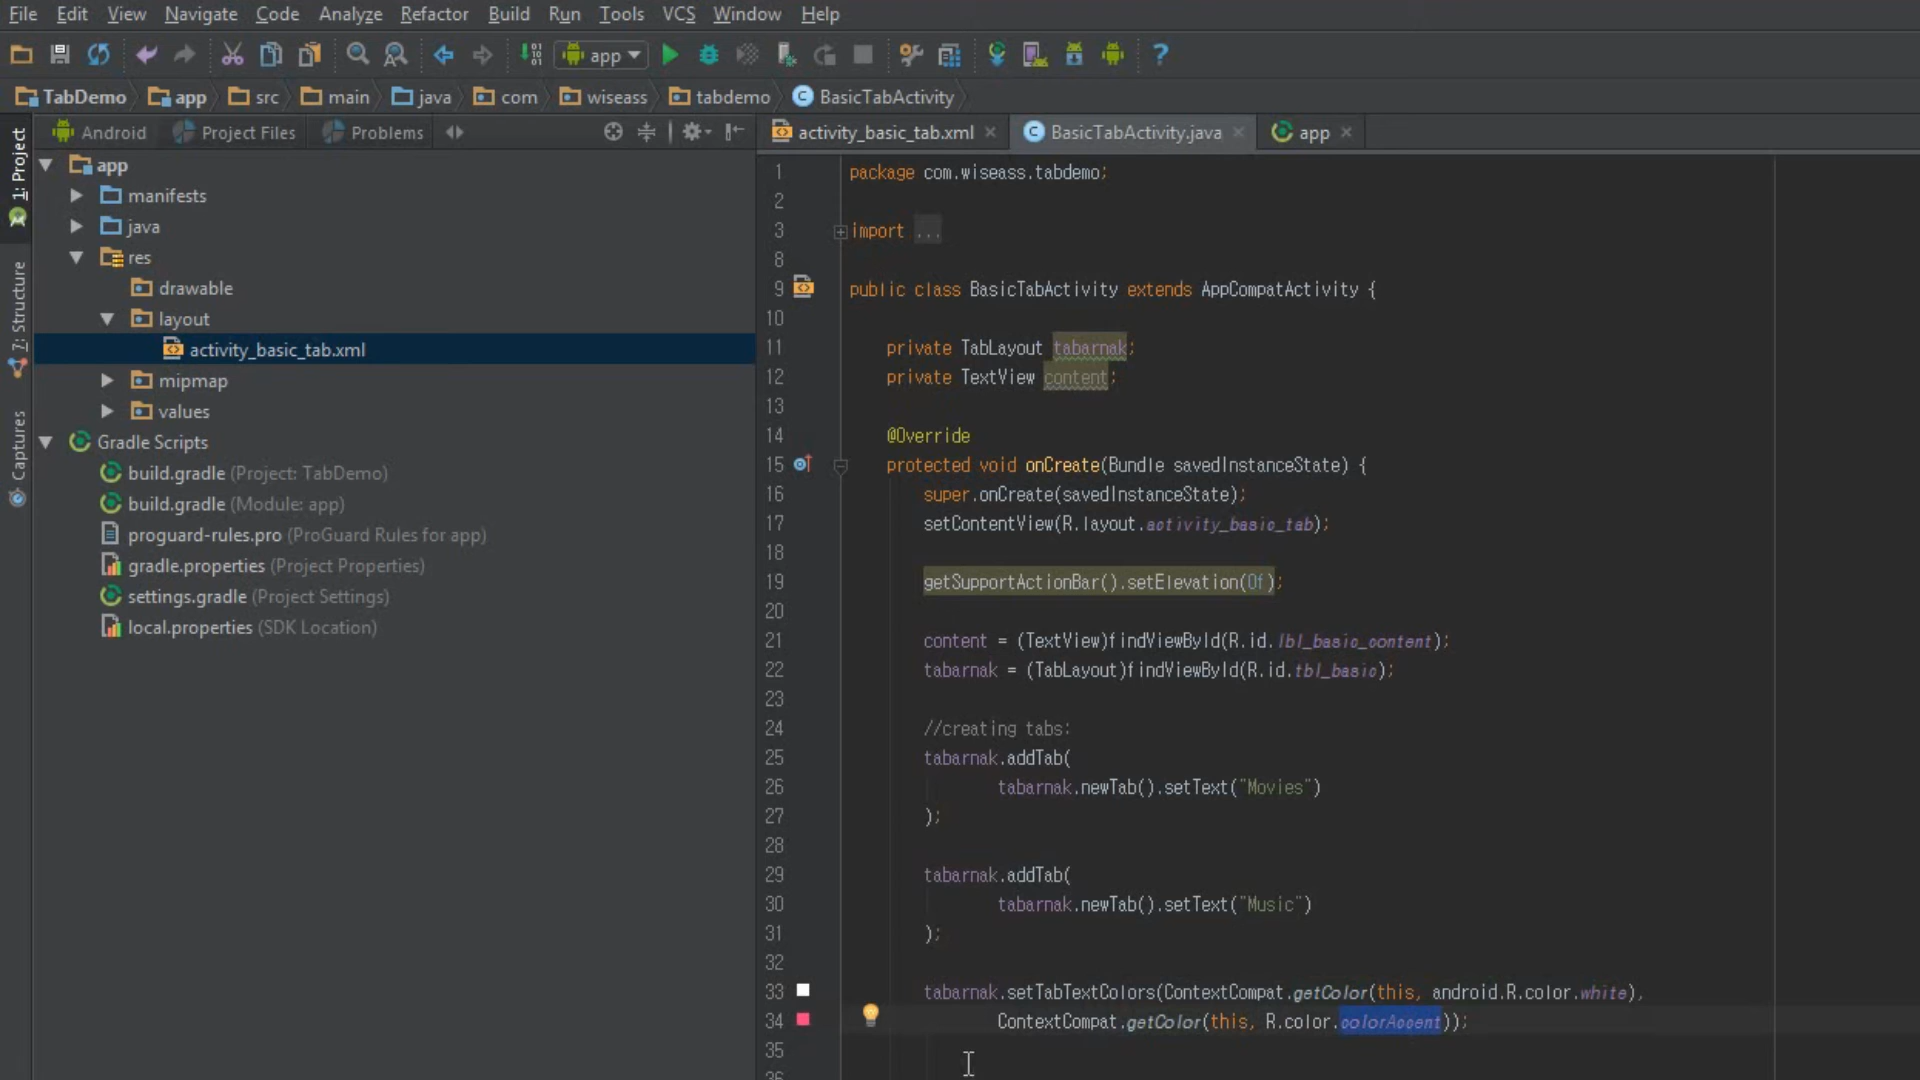 File Edit View Navigate Code Analyze Refactor Build Run Tools VCS Window Help
app
TabDemo app src main java com wiseass tabdemo BasicTabActivity
Android Project Files Problems
activity_basic_tab.xml BasicTabActivity.java app
1: Project
7: Structure
Captures
app
manifests
java
res
drawable
layout
activity_basic_tab.xml
mipmap
values
Gradle Scripts
build.gradle (Project: TabDemo)
build.gradle (Module: app)
proguard-rules.pro (ProGuard Rules for app)
gradle.properties (Project Properties)
settings.gradle (Project Settings)
local.properties (SDK Location)
1 package com.wiseass.tabdemo;
2
3 import ...
8
9 public class BasicTabActivity extends AppCompatActivity {
10
11 private TabLayout tabarnak;
12 private TextView content;
13
14 @Override
15 protected void onCreate(Bundle savedInstanceState) {
16 super.onCreate(savedInstanceState);
17 setContentView(R.layout.activity_basic_tab);
18
19 getSupportActionBar().setElevation(0f);
20
21 content = (TextView)findViewById(R.id.lbl_basic_content);
22 tabarnak = (TabLayout)findViewById(R.id.tbl_basic);
23
24 //creating tabs:
25 tabarnak.addTab(
26 tabarnak.newTab().setText("Movies")
27 );
28
29 tabarnak.addTab(
30 tabarnak.newTab().setText("Music")
31 );
32
33 tabarnak.setTabTextColors(ContextCompat.getColor(this, android.R.color.white),
34 ContextCompat.getColor(this, R.color.colorAccent));
35
36